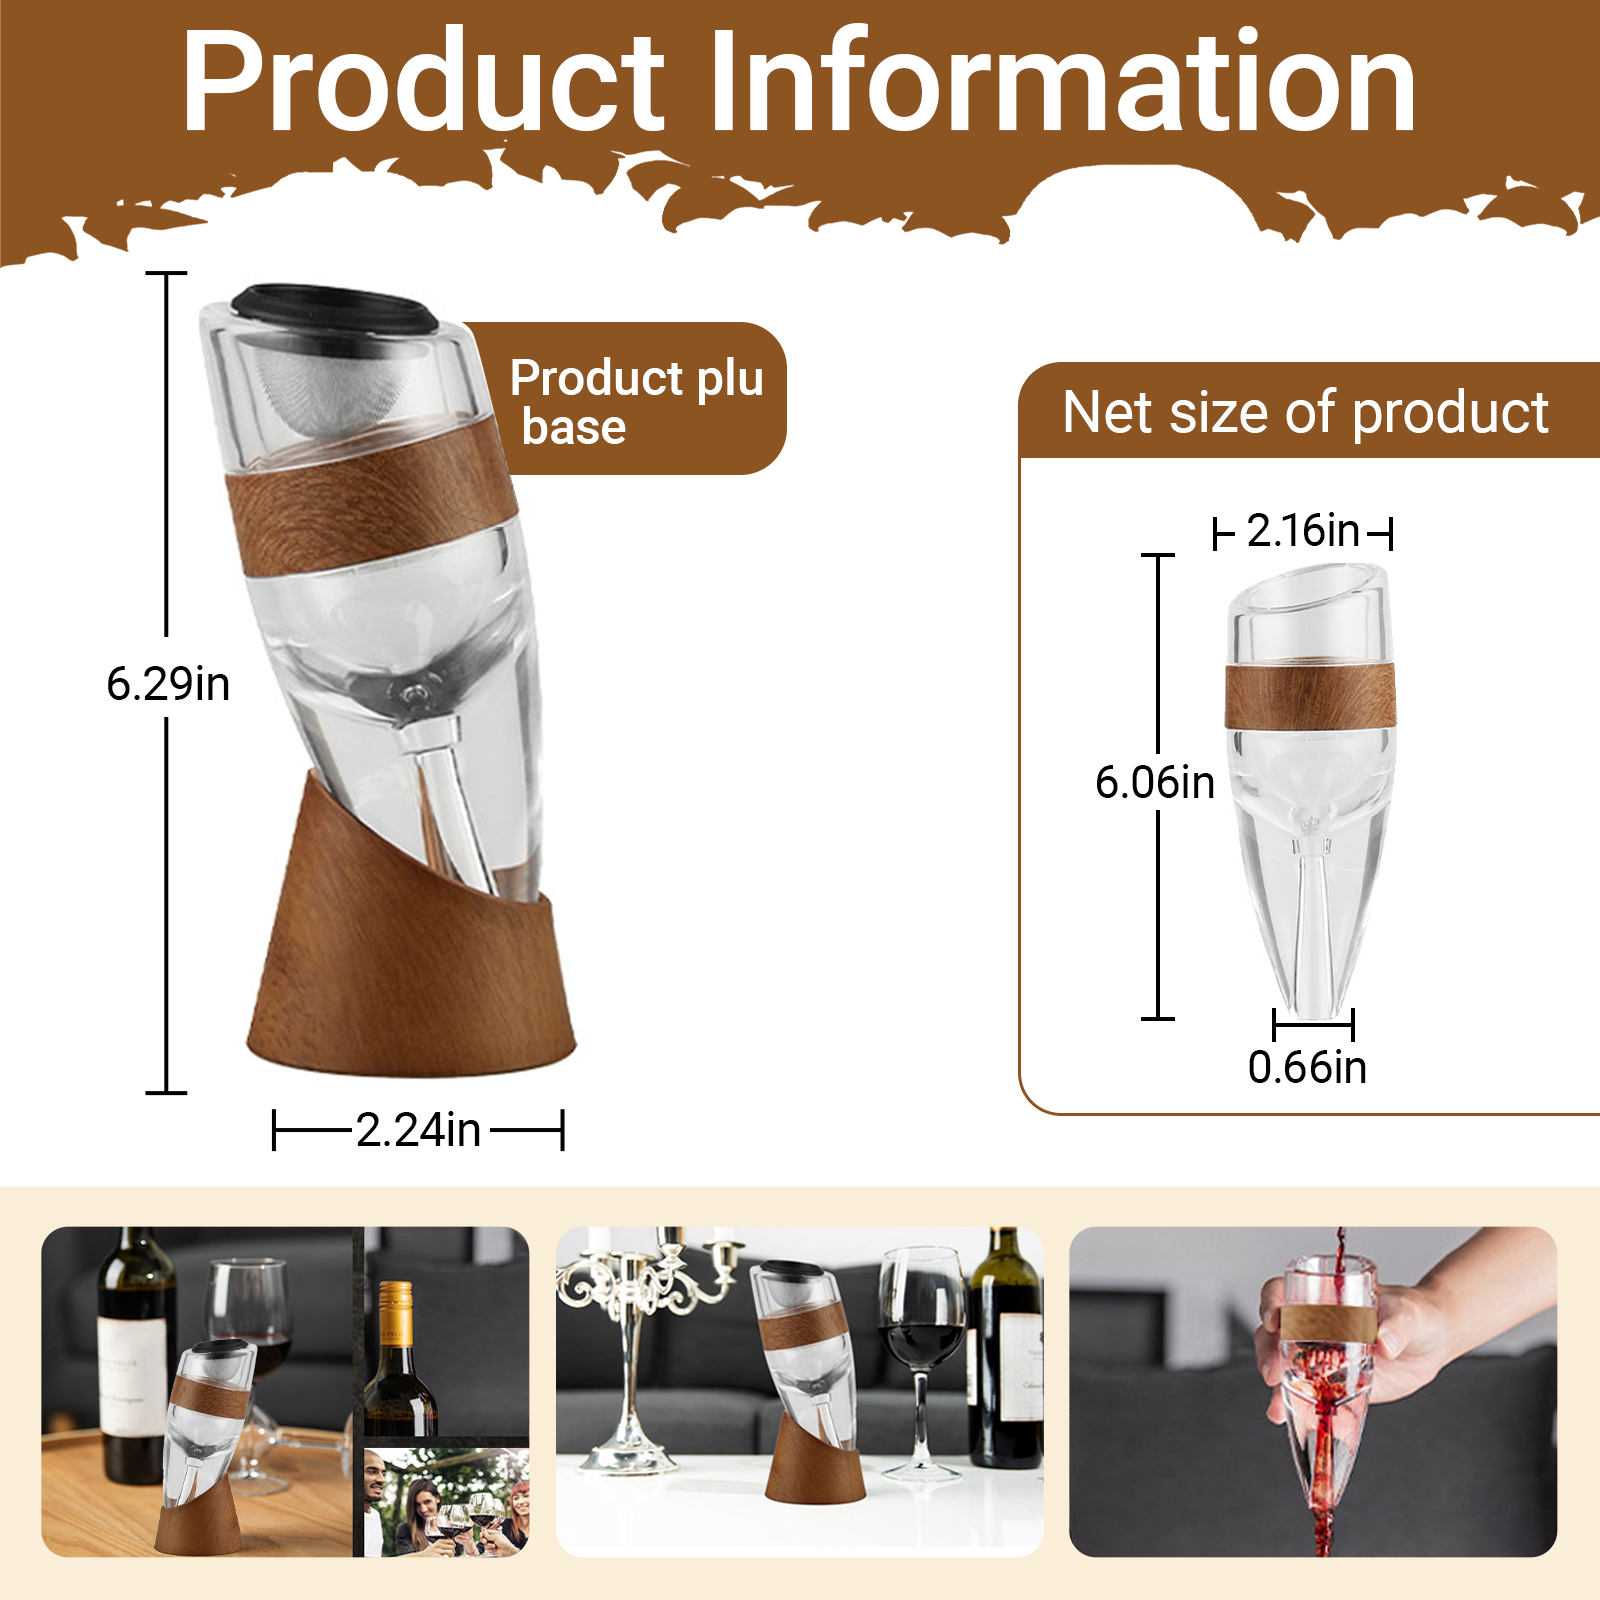 Product Information
Product plu
base
Net size of product
2.16in
6.29in
6.06in
0.66in
2.24in